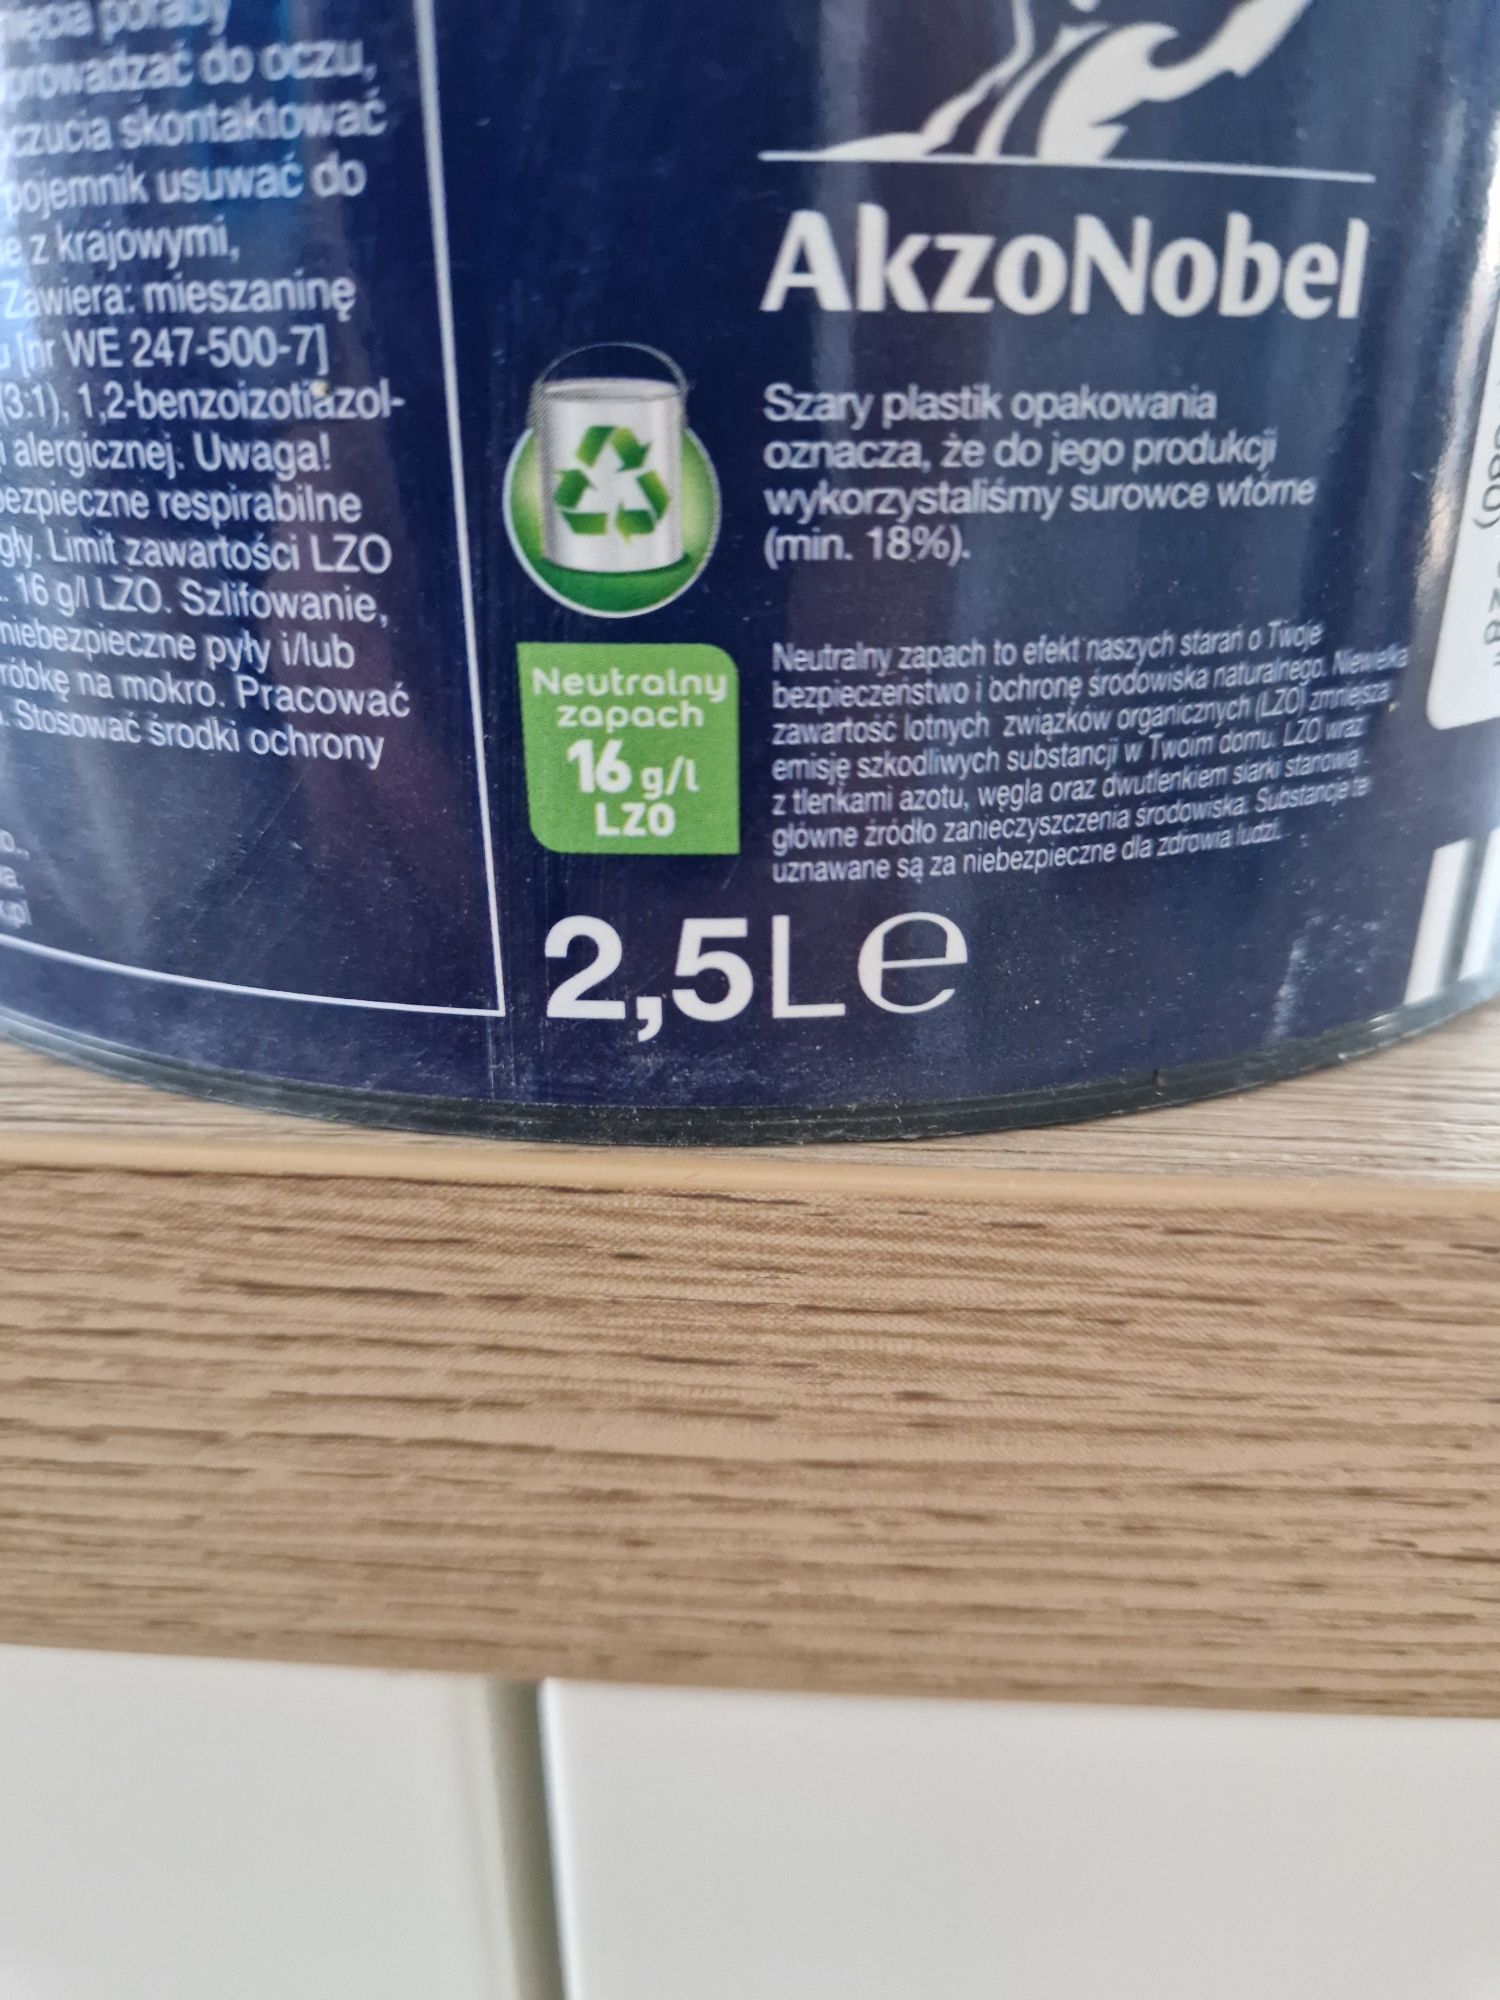 poraby
prowadzać do oczu,
oczucia skontaktować
pojemnik usuwać do
ie z krajowymi,
Zawiera: mieszaninę
[nr WE 247-500-7]
(3:1), 1,2-benzoizotiazol-
i alergicznej. Uwaga!
bezpieczne respirabilne
gły. Limit zawartości LZO
16 g/l LZO. Szlifowanie,
niebezpieczne pyły i/lub
róbkę na mokro. Pracować
Stosować środki ochrony
AkzoNobel
Szary plastik opakowania
oznacza, że do jego produkcji
wykorzystaliśmy surowce wtórne
(min. 18%).
Neutralny
zapach
16 g/l
LZO
Neutralny zapach to efekt naszych starań o Twoje
bezpieczeństwo i ochronę środowiska naturalnego. Niewielka
zawartość lotnych związków organicznych (LZO) zmniejsza
emisję szkodliwych substancji w Twoim domu. LZO wraz
z tlenkami azotu, węgla oraz dwutlenkiem siarki stanowią
główne źródło zanieczyszczenia środowiska. Substancje te
uznawane są za niebezpieczne dla zdrowia ludzi.
2,5L e